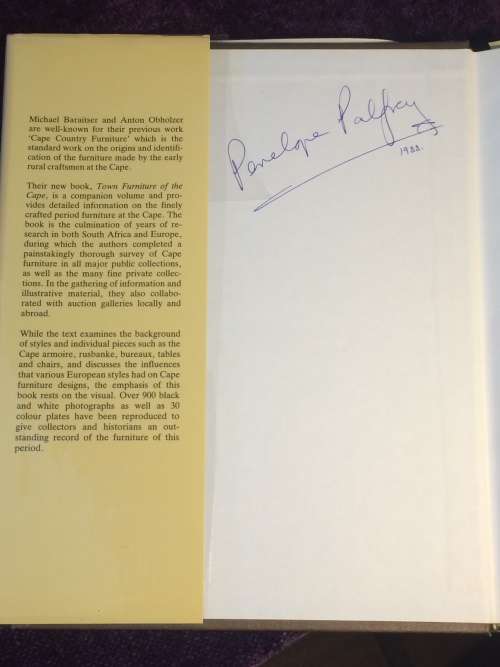 Michael Baraitser and Anton Obholzer
are well-known for their previous work
'Cape Country Furniture' which is the
standard work on the origins and identifi-
cation of the furniture made by the early
rural craftsmen at the Cape.
Their new book, Town Furniture of the
Cape, is a companion volume and pro-
vides detailed information on the finely
crafted period furniture at the Cape. The
book is the culmination of years of re-
search in both South Africa and Europe,
during which the authors completed a
painstakingly thorough survey of Cape
furniture in all major public collections,
as well as the many fine private collec-
tions. In the gathering of information and
illustrative material, they also collabo-
rated with auction galleries locally and
abroad.
While the text examines the background
of styles and individual pieces such as the
Cape armoire, rusbanke, bureaux, tables
and chairs, and discusses the influences
that various European styles had on Cape
furniture designs, the emphasis of this
book rests on the visual. Over 900 black
and white photographs as well as 30
colour plates have been reproduced to
give collectors and historians an out-
standing record of the furniture of this
period.
Penelope Palfrey